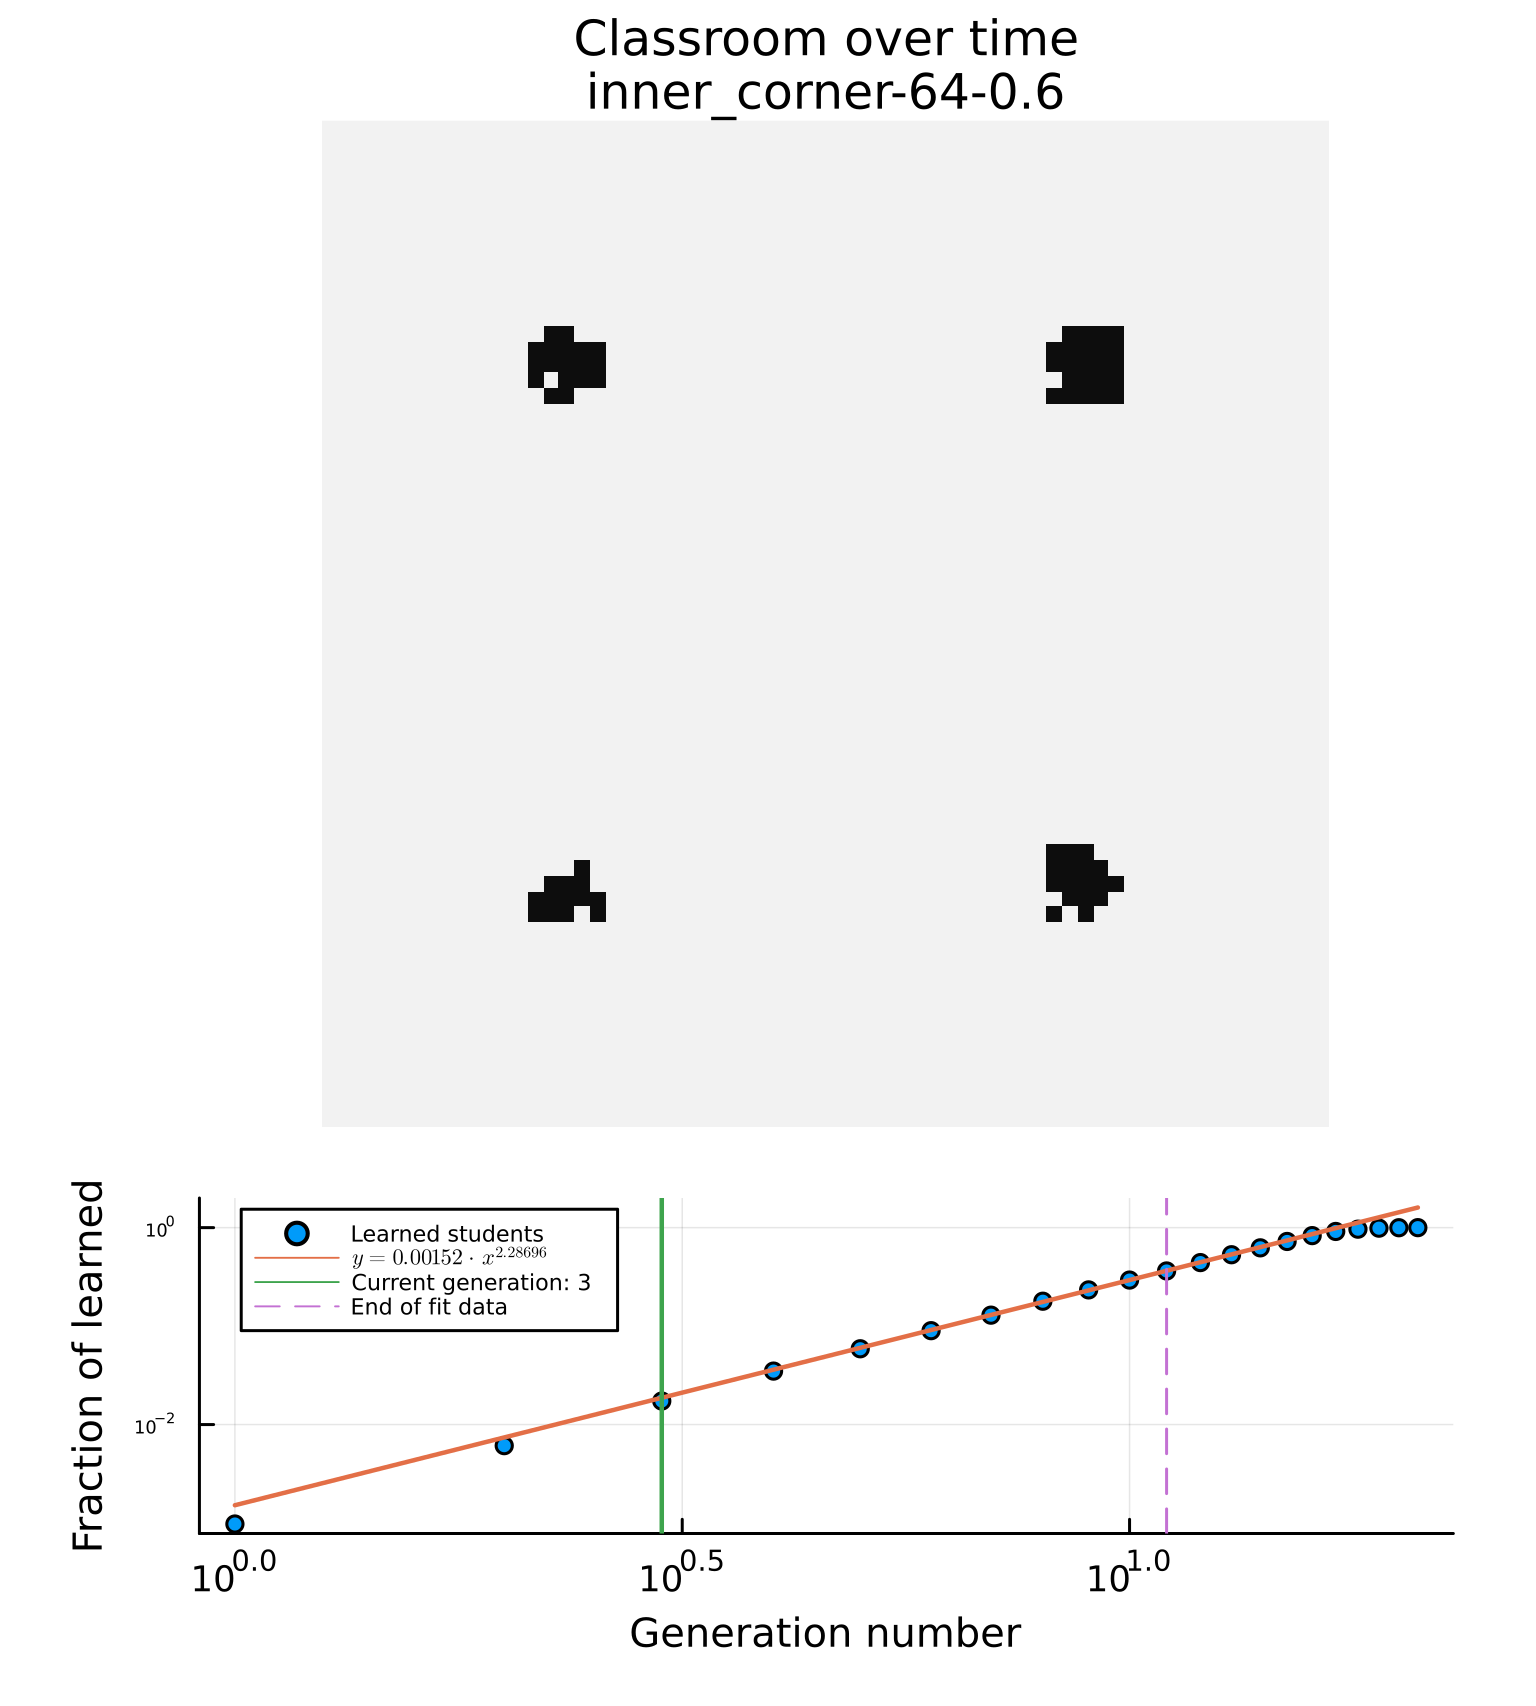 Classroom over time
inner_corner-64-0.6
Fraction of learned
10^0
10^−2
Learned students
y = 0.00152 · x^2.28696
Current generation: 3
End of fit data
10^0.0 10^0.5 10^1.0
Generation number